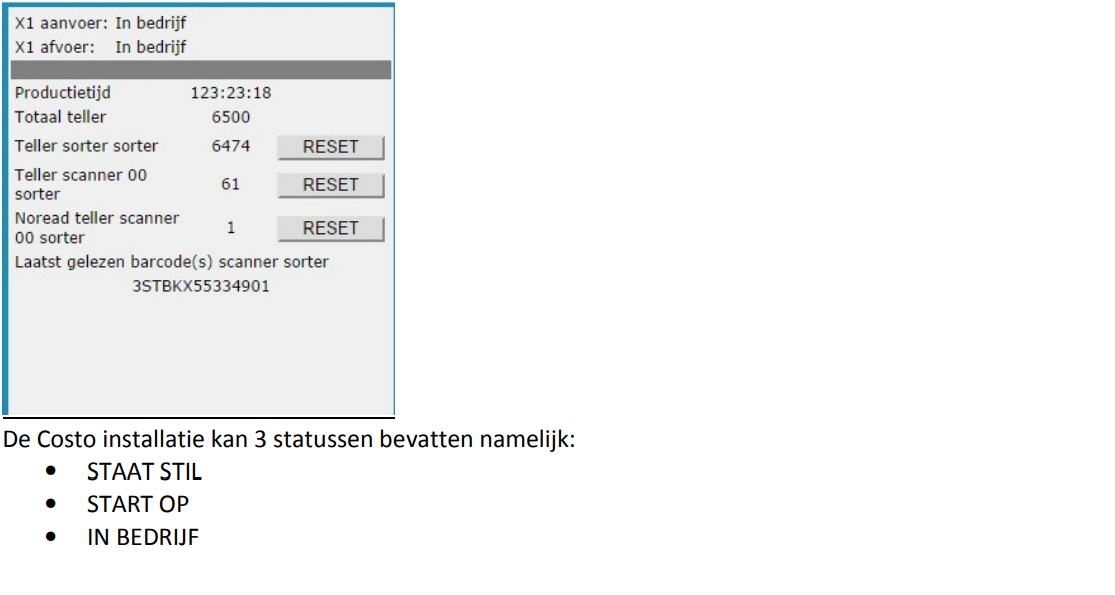 X1 aanvoer: In bedrijf
X1 afvoer: In bedrijf
Productietijd 123:23:18
Totaal teller 6500
Teller sorter sorter 6474 RESET
Teller scanner 00
sorter 61 RESET
Noread teller scanner
00 sorter 1 RESET
Laatst gelezen barcode(s) scanner sorter
3STBKX55334901
De Costo installatie kan 3 statussen bevatten namelijk:
• STAAT STIL
• START OP
• IN BEDRIJF